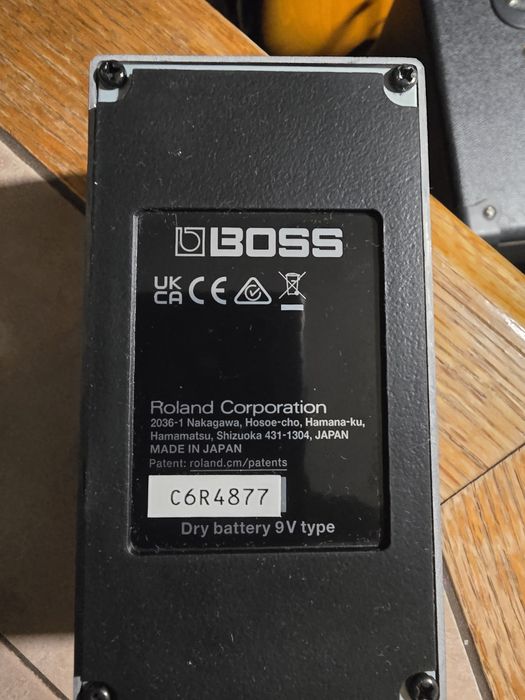 BOSS
UK
CA CE
Roland Corporation
2036-1 Nakagawa, Hosoe-cho, Hamana-ku,
Hamamatsu, Shizuoka 431-1304, JAPAN
MADE IN JAPAN
Patent: roland.cm/patents
C6R4877
Dry battery 9V type